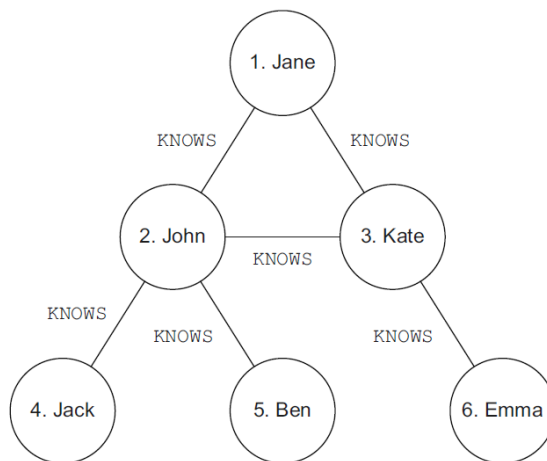 1. Jane
KNOWS
KNOWS
2. John
3. Kate
KNOWS
KNOWS
KNOWS
KNOWS
4. Jack
5. Ben
6. Emma